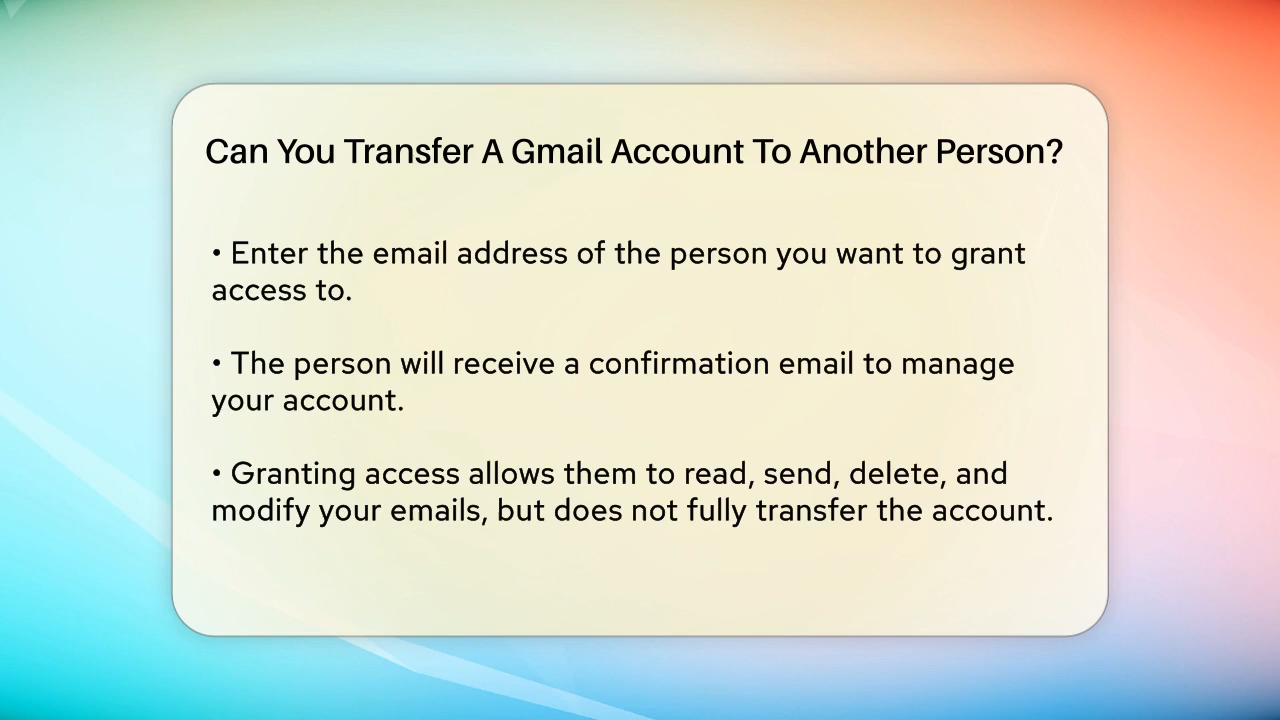 Can You Transfer A Gmail Account To Another Person?
• Enter the email address of the person you want to grant
access to.
• The person will receive a confirmation email to manage
your account.
• Granting access allows them to read, send, delete, and
modify your emails, but does not fully transfer the account.